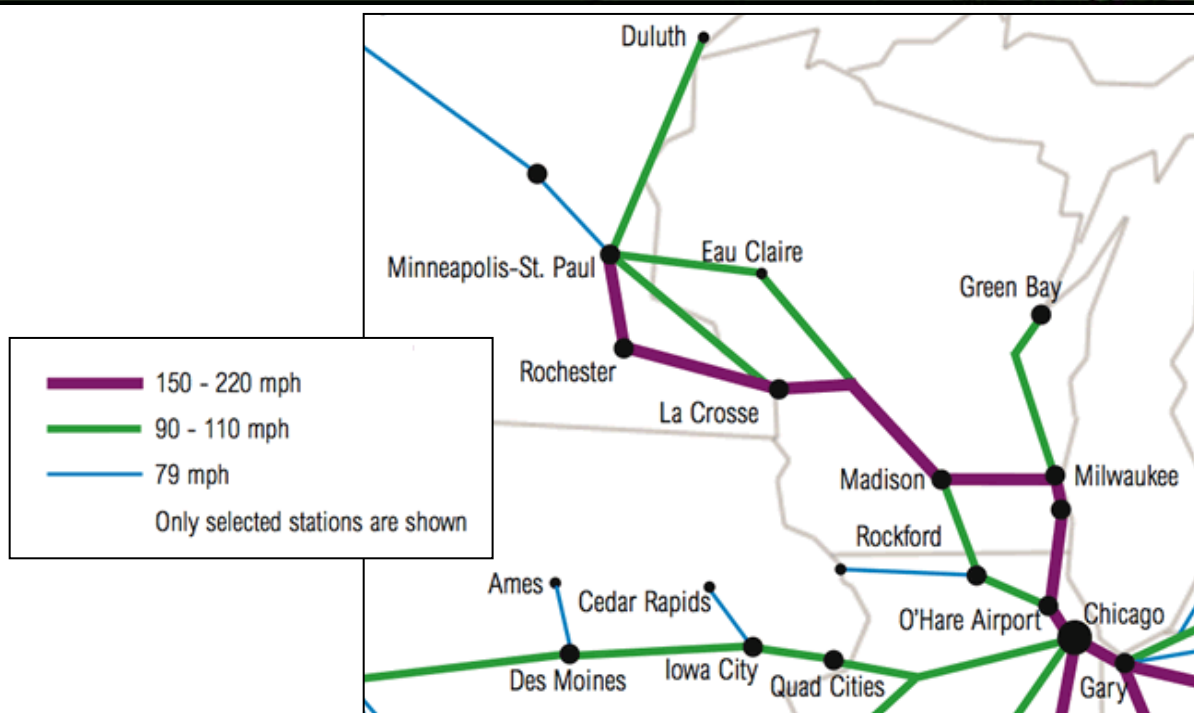 Duluth
Eau Claire
Minneapolis-St. Paul
Green Bay
Rochester
La Crosse
150 - 220 mph
90 - 110 mph
79 mph
Only selected stations are shown
Madison
Milwaukee
Rockford
Ames
Cedar Rapids
O'Hare Airport
Chicago
Des Moines
Iowa City
Quad Cities
Gary